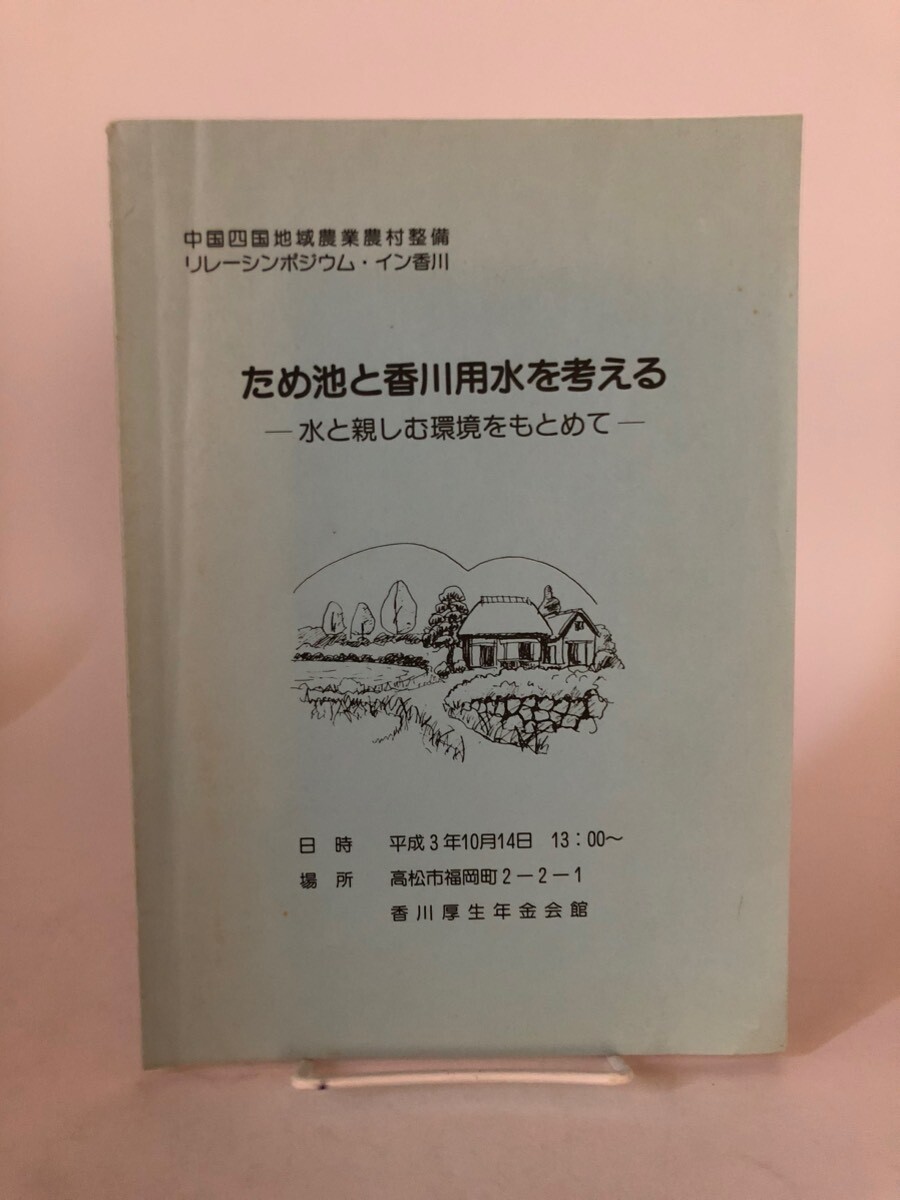 中国四国地域農業農村整備
リレーシンポジウム・イン香川
ため池と香川用水を考える
―水と親しむ環境をもとめて―
日 時 平成3年10月14日 13:00〜
場 所 高松市福岡町2－2－1
香川厚生年金会館